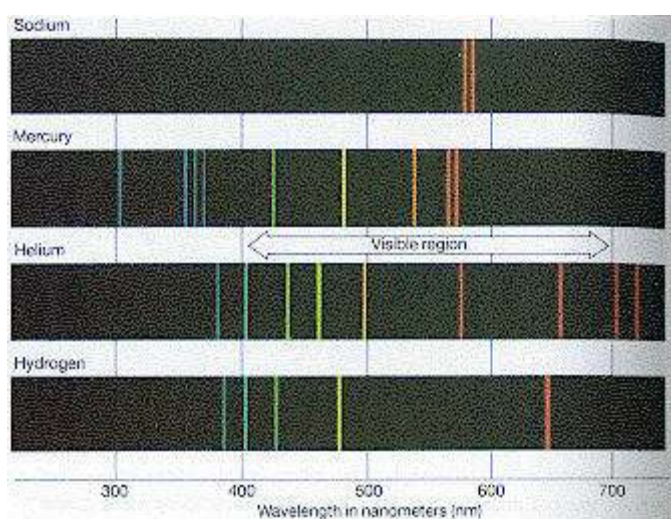 Sodium
Mercury
Visible region
Helium
Hydrogen
300 400 500 600 700
Wavelength in nanometers (nm)